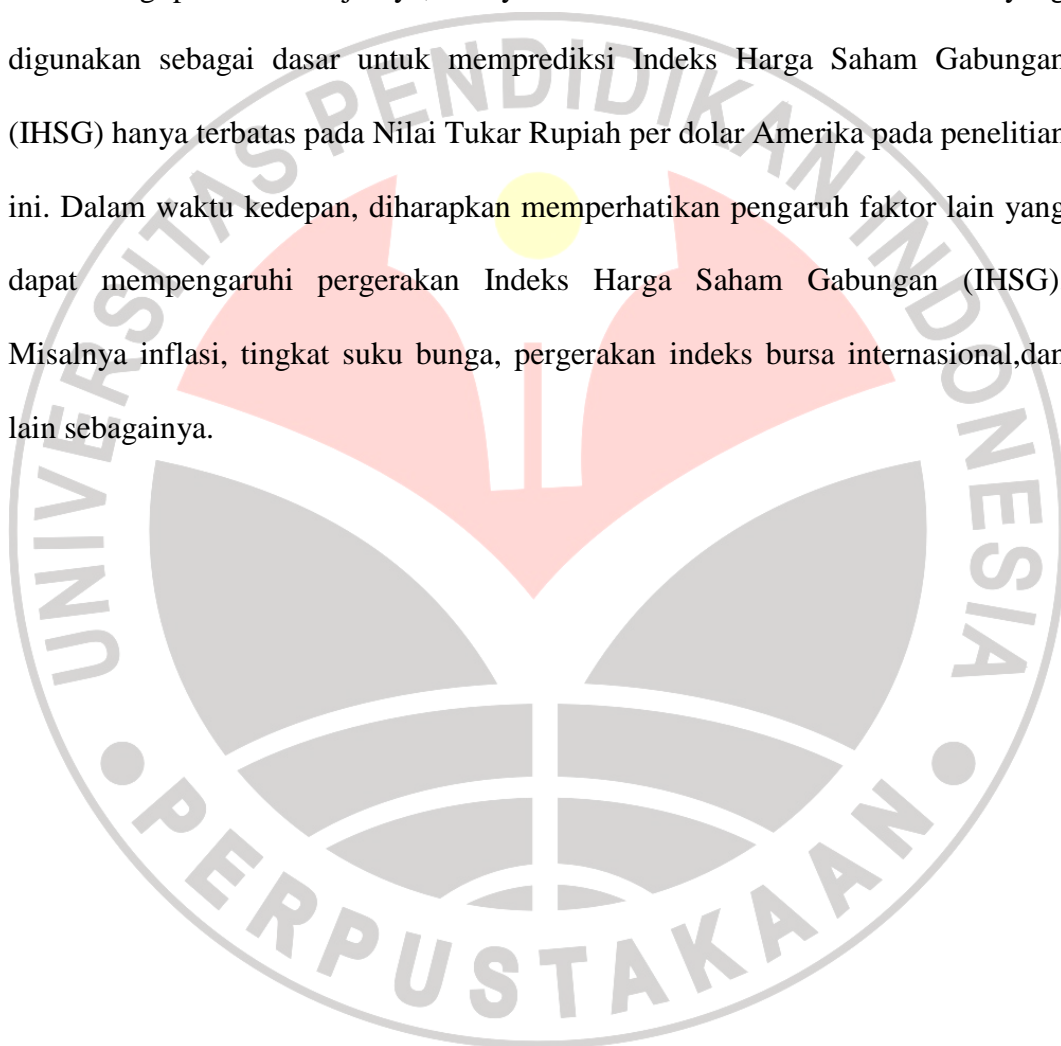 digunakan sebagai dasar untuk memprediksi Indeks Harga Saham Gabungan
(IHSG) hanya terbatas pada Nilai Tukar Rupiah per dolar Amerika pada penelitian
ini. Dalam waktu kedepan, diharapkan memperhatikan pengaruh faktor lain yang
dapat mempengaruhi pergerakan Indeks Harga Saham Gabungan (IHSG)
Misalnya inflasi, tingkat suku bunga, pergerakan indeks bursa internasional,dan
lain sebagainya.
UNIVERSITAS PENDIDIKAN INDONESIA
PERPUSTAKAAN